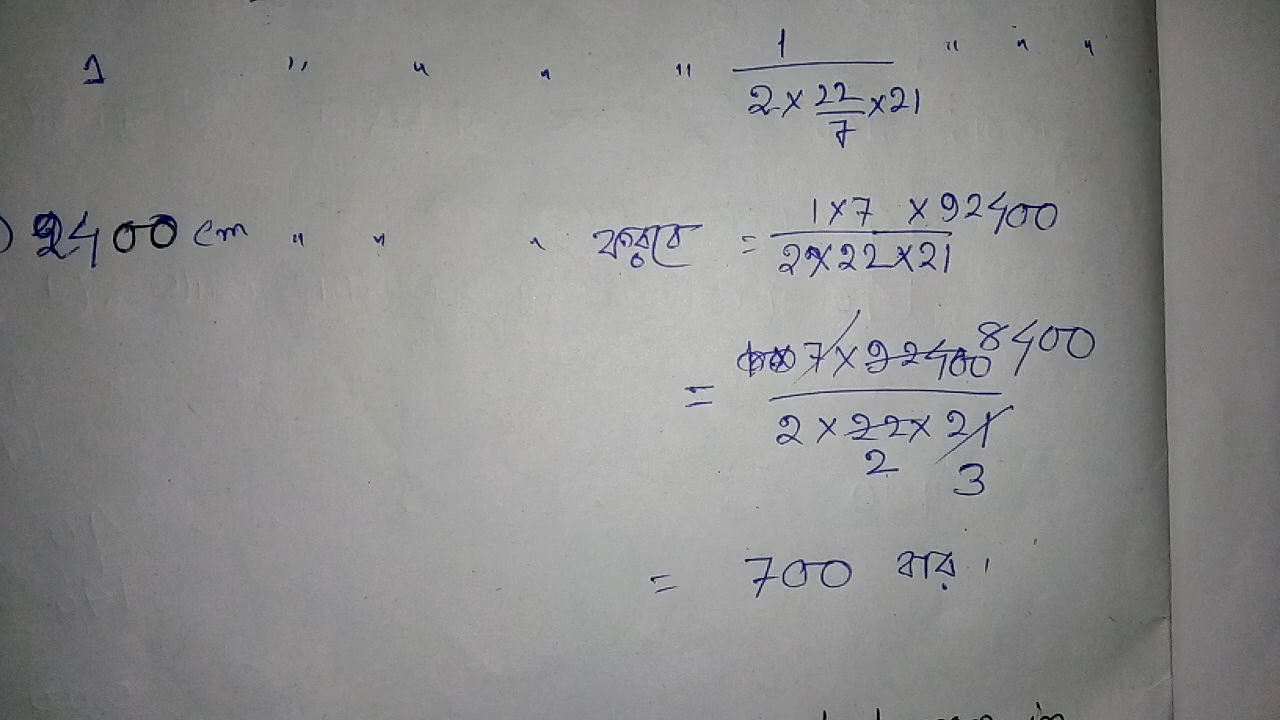 1 " " " " 1/(2 × 22/7 × 21) " " "
92400 cm " " " করবে = (1×7 ×92400)/(2×22×21)
= (7×92400 8400)/(2×22×21) 2 3
= 700 বার।